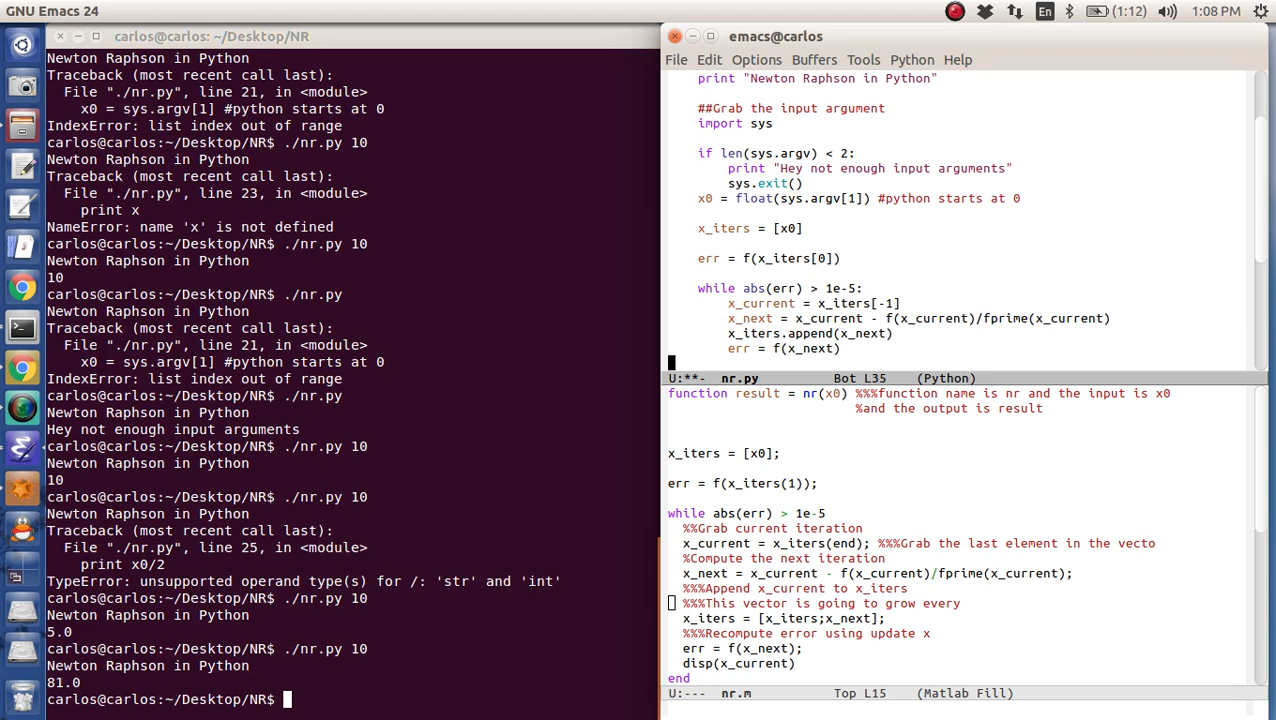 GNU Emacs 24
En
(1:12)
1:08 PM
carlos@carlos: ~/Desktop/NR
Newton Raphson in Python
Traceback (most recent call last):
  File "./nr.py", line 21, in <module>
    x0 = sys.argv[1] #python starts at 0
IndexError: list index out of range
carlos@carlos:~/Desktop/NR$ ./nr.py 10
Newton Raphson in Python
Traceback (most recent call last):
  File "./nr.py", line 23, in <module>
    print x
NameError: name 'x' is not defined
carlos@carlos:~/Desktop/NR$ ./nr.py 10
Newton Raphson in Python
10
carlos@carlos:~/Desktop/NR$ ./nr.py
Newton Raphson in Python
Traceback (most recent call last):
  File "./nr.py", line 21, in <module>
    x0 = sys.argv[1] #python starts at 0
IndexError: list index out of range
carlos@carlos:~/Desktop/NR$ ./nr.py
Newton Raphson in Python
Hey not enough input arguments
carlos@carlos:~/Desktop/NR$ ./nr.py 10
Newton Raphson in Python
10
carlos@carlos:~/Desktop/NR$ ./nr.py 10
Newton Raphson in Python
Traceback (most recent call last):
  File "./nr.py", line 25, in <module>
    print x0/2
TypeError: unsupported operand type(s) for /: 'str' and 'int'
carlos@carlos:~/Desktop/NR$ ./nr.py 10
Newton Raphson in Python
5.0
carlos@carlos:~/Desktop/NR$ ./nr.py 10
Newton Raphson in Python
81.0
carlos@carlos:~/Desktop/NR$
emacs@carlos
File Edit Options Buffers Tools Python Help
print "Newton Raphson in Python"
##Grab the input argument
import sys
if len(sys.argv) < 2:
    print "Hey not enough input arguments"
    sys.exit()
x0 = float(sys.argv[1]) #python starts at 0
x_iters = [x0]
err = f(x_iters[0])
while abs(err) > 1e-5:
    x_current = x_iters[-1]
    x_next = x_current - f(x_current)/fprime(x_current)
    x_iters.append(x_next)
    err = f(x_next)
U:**-  nr.py          Bot L35    (Python)
function result = nr(x0) %%%function name is nr and the input is x0
                         %and the output is result
x_iters = [x0];
err = f(x_iters(1));
while abs(err) > 1e-5
  %%Grab current iteration
  x_current = x_iters(end); %%%Grab the last element in the vecto
  %Compute the next iteration
  x_next = x_current - f(x_current)/fprime(x_current);
  %%%Append x_current to x_iters
  %%%This vector is going to grow every
  x_iters = [x_iters;x_next];
  %%%Recompute error using update x
  err = f(x_next);
  disp(x_current)
end
U:---  nr.m           Top L15    (Matlab Fill)